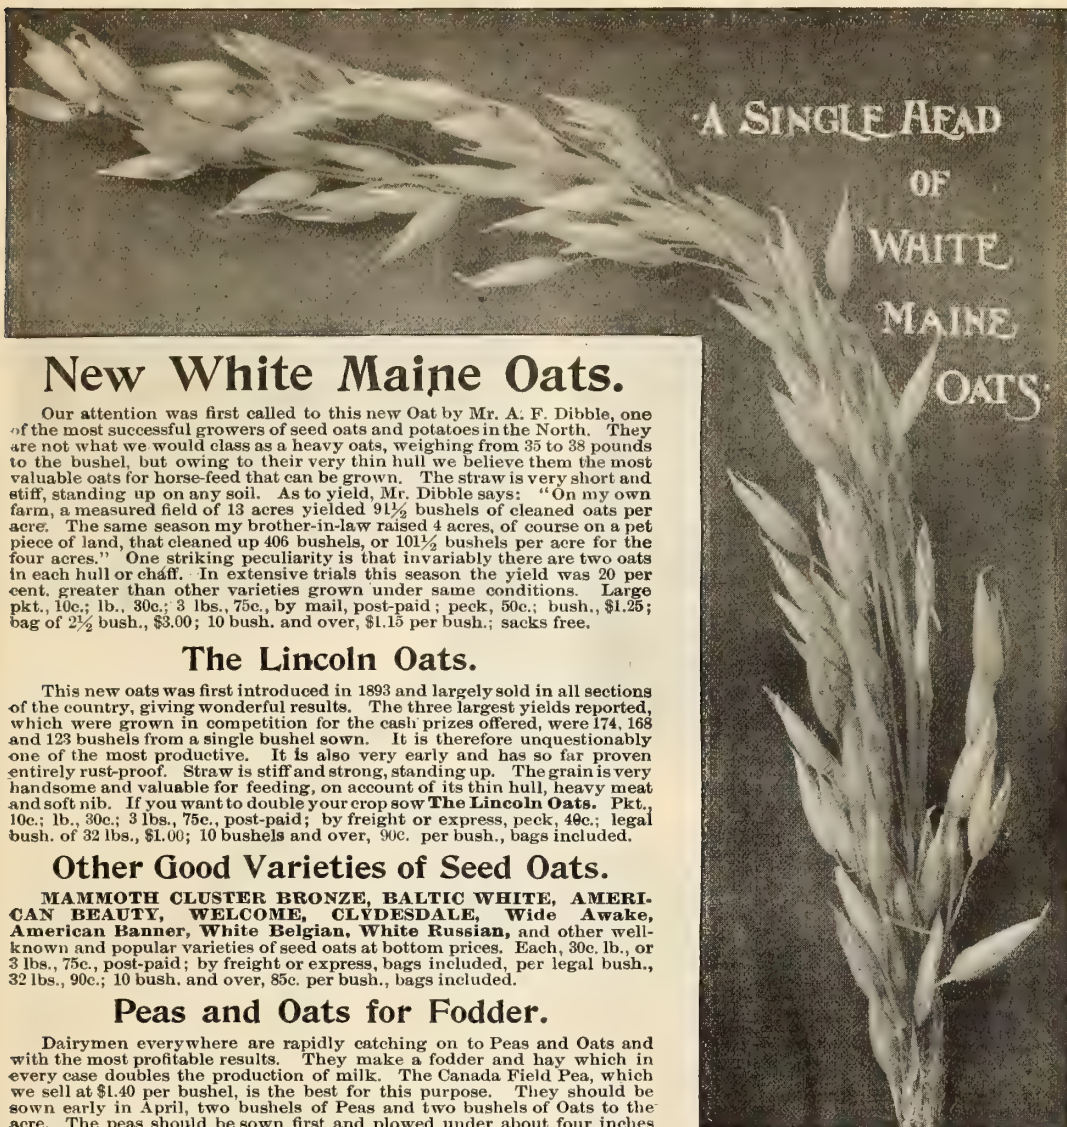 ·A SINGLE HEAD
OF
WHITE
MAINE
OATS·
New White Maine Oats.
Our attention was first called to this new Oat by Mr. A. F. Dibble, one
of the most successful growers of seed oats and potatoes in the North. They
are not what we would class as a heavy oats, weighing from 35 to 38 pounds
to the bushel, but owing to their very thin hull we believe them the most
valuable oats for horse-feed that can be grown. The straw is very short and
stiff, standing up on any soil. As to yield, Mr. Dibble says: "On my own
farm, a measured field of 13 acres yielded 91½ bushels of cleaned oats per
acre. The same season my brother-in-law raised 4 acres, of course on a pet
piece of land, that cleaned up 406 bushels, or 101½ bushels per acre for the
four acres." One striking peculiarity is that invariably there are two oats
in each hull or chaff. In extensive trials this season the yield was 20 per
cent. greater than other varieties grown under same conditions. Large
pkt., 10c.; lb., 30c.; 3 lbs., 75c., by mail, post-paid; peck, 50c.; bush., $1.25;
bag of 2½ bush., $3.00; 10 bush. and over, $1.15 per bush.; sacks free.
The Lincoln Oats.
This new oats was first introduced in 1893 and largely sold in all sections
of the country, giving wonderful results. The three largest yields reported,
which were grown in competition for the cash prizes offered, were 174, 168
and 123 bushels from a single bushel sown. It is therefore unquestionably
one of the most productive. It is also very early and has so far proven
entirely rust-proof. Straw is stiff and strong, standing up. The grain is very
handsome and valuable for feeding, on account of its thin hull, heavy meat
and soft nib. If you want to double your crop sow The Lincoln Oats. Pkt.,
10c.; lb., 30c.; 3 lbs., 75c., post-paid; by freight or express, peck, 40c.; legal
bush. of 32 lbs., $1.00; 10 bushels and over, 90c. per bush., bags included.
Other Good Varieties of Seed Oats.
MAMMOTH CLUSTER BRONZE, BALTIC WHITE, AMERI-
CAN BEAUTY, WELCOME, CLYDESDALE, Wide Awake,
American Banner, White Belgian, White Russian, and other well-
known and popular varieties of seed oats at bottom prices. Each, 30c. lb., or
3 lbs., 75c., post-paid; by freight or express, bags included, per legal bush.,
32 lbs., 90c.; 10 bush. and over, 85c. per bush., bags included.
Peas and Oats for Fodder.
Dairymen everywhere are rapidly catching on to Peas and Oats and
with the most profitable results. They make a fodder and hay which in
every case doubles the production of milk. The Canada Field Pea, which
we sell at $1.40 per bushel, is the best for this purpose. They should be
sown early in April, two bushels of Peas and two bushels of Oats to the
acre. The peas should be sown first and plowed under about four inches